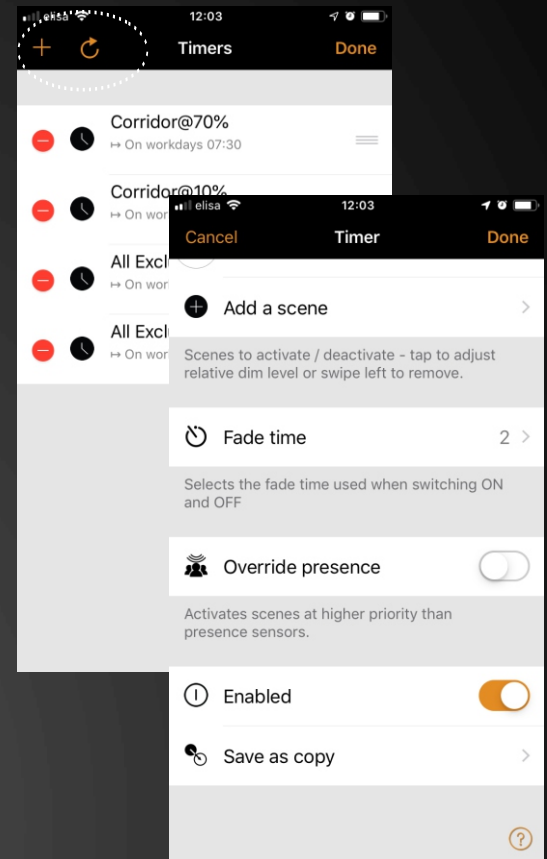 elisa 12:03
Timers Done
Corridor@70%
↦ On workdays 07:30
Corridor@10%
↦ On wor
All Excl
↦ On wor
All Excl
↦ On wor
elisa 12:03
Cancel Timer Done
Add a scene
Scenes to activate / deactivate - tap to adjust
relative dim level or swipe left to remove.
Fade time 2
Selects the fade time used when switching ON
and OFF
Override presence
Activates scenes at higher priority than
presence sensors.
Enabled
Save as copy
?